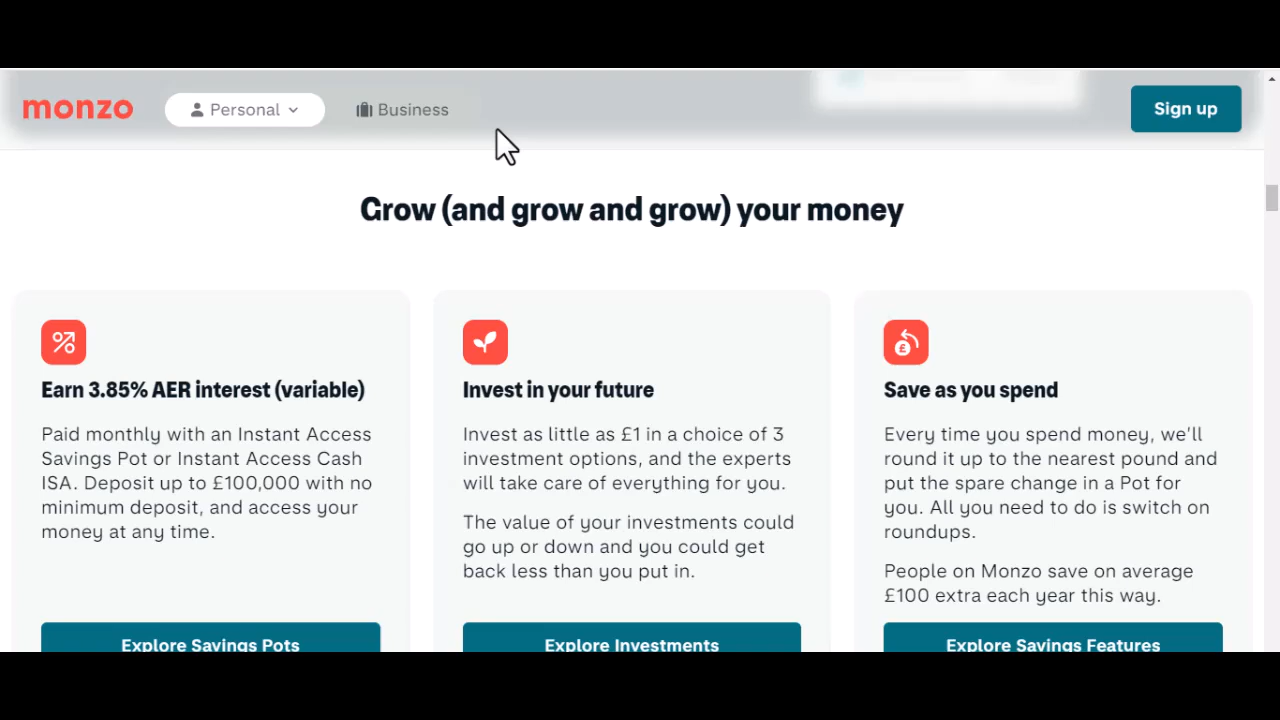 monzo
Personal
Business
Sign up
Grow (and grow and grow) your money
Earn 3.85% AER interest (variable)
Paid monthly with an Instant Access
Savings Pot or Instant Access Cash
ISA. Deposit up to £100,000 with no
minimum deposit, and access your
money at any time.
Explore Savings Pots
Invest in your future
Invest as little as £1 in a choice of 3
investment options, and the experts
will take care of everything for you.
The value of your investments could
go up or down and you could get
back less than you put in.
Explore Investments
Save as you spend
Every time you spend money, we’ll
round it up to the nearest pound and
put the spare change in a Pot for
you. All you need to do is switch on
roundups.
People on Monzo save on average
£100 extra each year this way.
Explore Savings Features